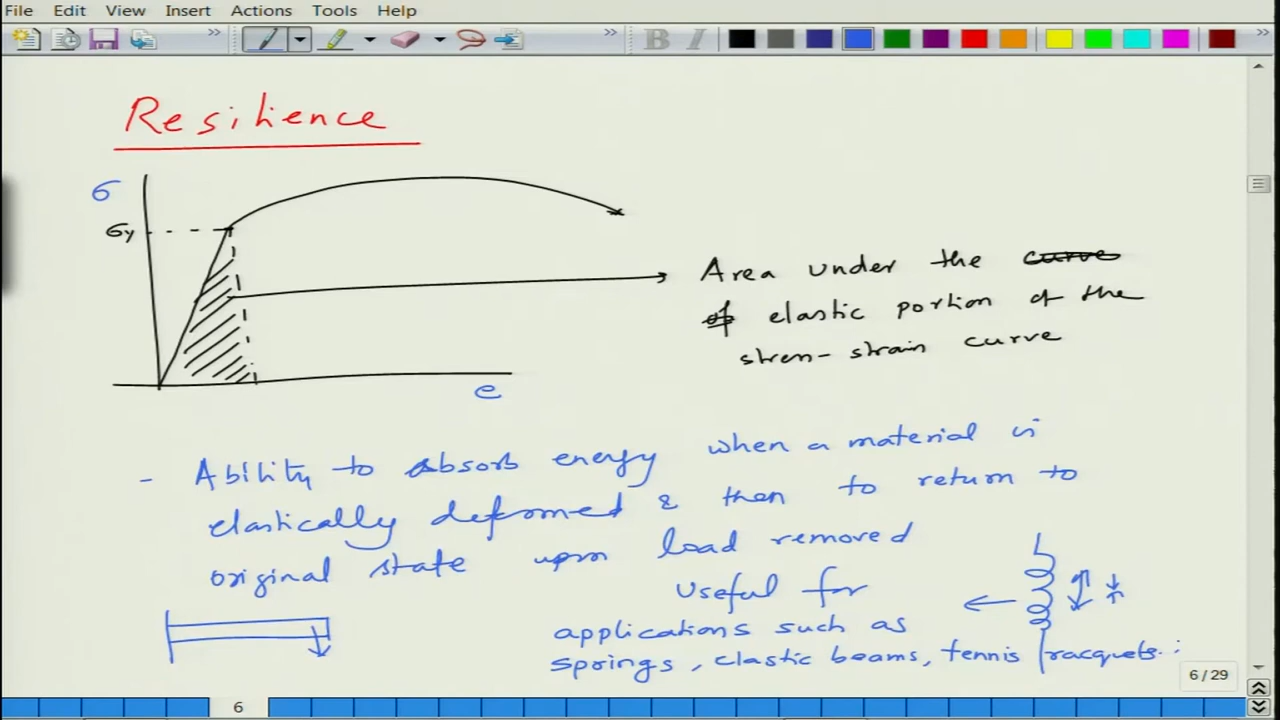 File Edit View Insert Actions Tools Help
B I
Resilience
σ
σy
Area under the curve
of elastic portion of the
stress-strain curve
e
- Ability to absorb energy when a material is
elastically deformed & then to return to
original state upon load removed
useful for
applications such as
springs, elastic beams, tennis racquets..
6 / 29
6